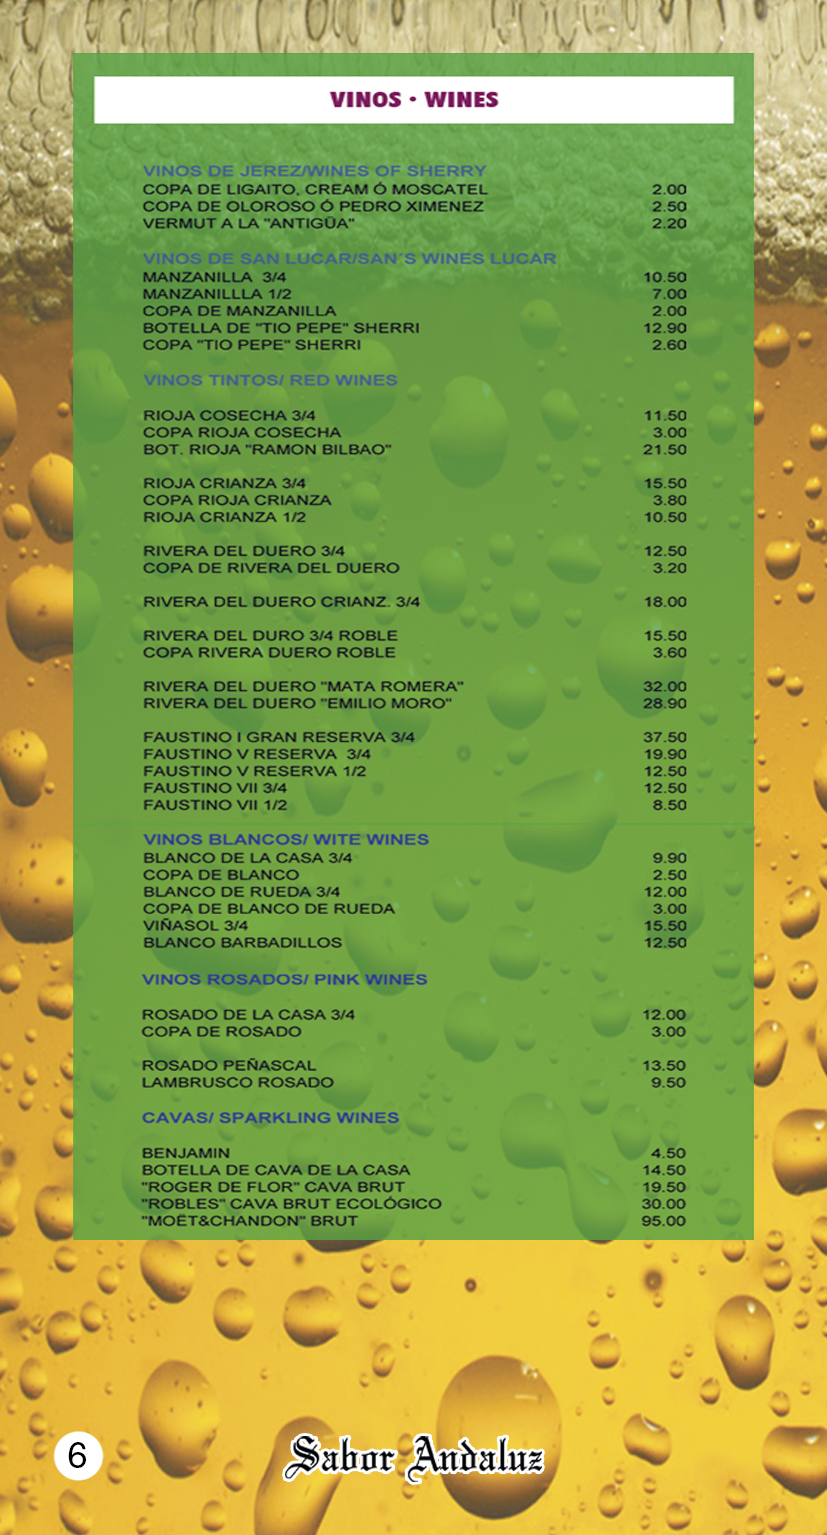 VINOS • WINES
VINOS DE JEREZ/WINES OF SHERRY
COPA DE LIGAITO, CREAM Ó MOSCATEL 2.00
COPA DE OLOROSO Ó PEDRO XIMENEZ 2.50
VERMUT A LA "ANTIGÜA" 2.20
VINOS DE SAN LUCAR/SAN´S WINES LUCAR
MANZANILLA 3/4 10.50
MANZANILLLA 1/2 7.00
COPA DE MANZANILLA 2.00
BOTELLA DE "TIO PEPE" SHERRI 12.90
COPA "TIO PEPE" SHERRI 2.60
VINOS TINTOS/ RED WINES
RIOJA COSECHA 3/4 11.50
COPA RIOJA COSECHA 3.00
BOT. RIOJA "RAMON BILBAO" 21.50
RIOJA CRIANZA 3/4 15.50
COPA RIOJA CRIANZA 3.80
RIOJA CRIANZA 1/2 10.50
RIVERA DEL DUERO 3/4 12.50
COPA DE RIVERA DEL DUERO 3.20
RIVERA DEL DUERO CRIANZ. 3/4 18.00
RIVERA DEL DURO 3/4 ROBLE 15.50
COPA RIVERA DUERO ROBLE 3.60
RIVERA DEL DUERO "MATA ROMERA" 32.00
RIVERA DEL DUERO "EMILIO MORO" 28.90
FAUSTINO I GRAN RESERVA 3/4 37.50
FAUSTINO V RESERVA 3/4 19.90
FAUSTINO V RESERVA 1/2 12.50
FAUSTINO VII 3/4 12.50
FAUSTINO VII 1/2 8.50
VINOS BLANCOS/ WITE WINES
BLANCO DE LA CASA 3/4 9.90
COPA DE BLANCO 2.50
BLANCO DE RUEDA 3/4 12.00
COPA DE BLANCO DE RUEDA 3.00
VIÑASOL 3/4 15.50
BLANCO BARBADILLOS 12.50
VINOS ROSADOS/ PINK WINES
ROSADO DE LA CASA 3/4 12.00
COPA DE ROSADO 3.00
ROSADO PEÑASCAL 13.50
LAMBRUSCO ROSADO 9.50
CAVAS/ SPARKLING WINES
BENJAMIN 4.50
BOTELLA DE CAVA DE LA CASA 14.50
"ROGER DE FLOR" CAVA BRUT 19.50
"ROBLES" CAVA BRUT ECOLÓGICO 30.00
"MOËT&CHANDON" BRUT 95.00
6
Sabor Andaluz